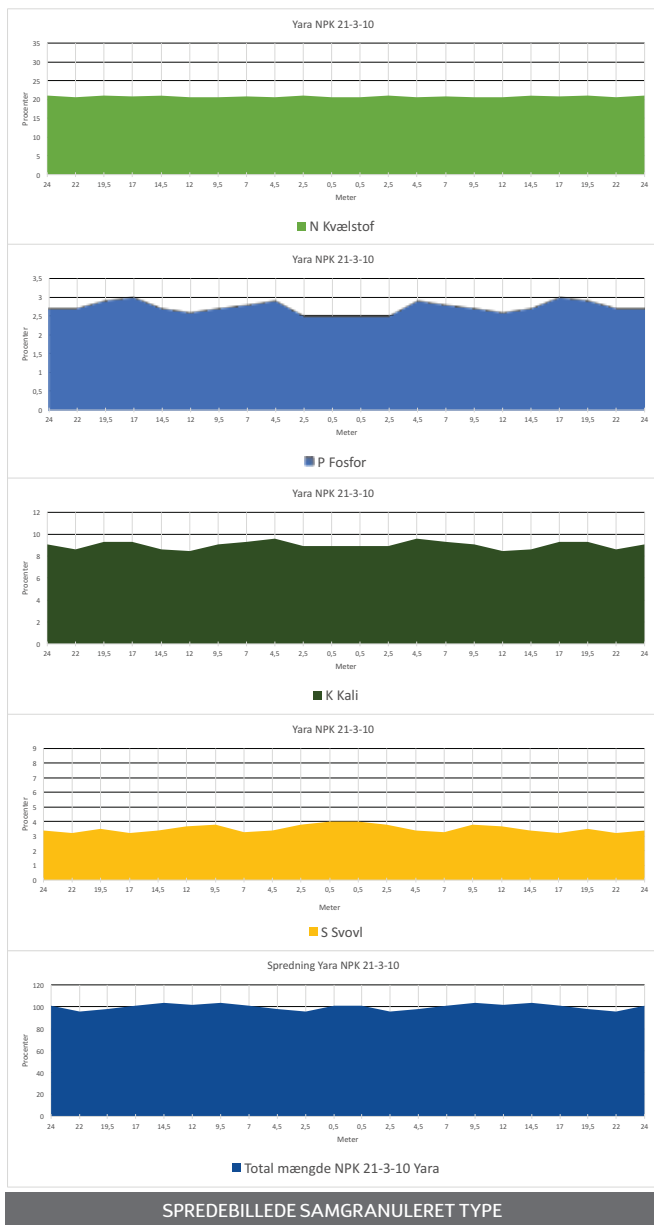 Yara NPK 21-3-10
35
30
25
20
15
10
5
0
Procenter
24 22 19,5 17 14,5 12 9,5 7 4,5 2,5 0,5 0,5 2,5 4,5 7 9,5 12 14,5 17 19,5 22 24
Meter
N Kvælstof
Yara NPK 21-3-10
3,5
3
2,5
2
1,5
1
0,5
0
Procenter
24 22 19,5 17 14,5 12 9,5 7 4,5 2,5 0,5 0,5 2,5 4,5 7 9,5 12 14,5 17 19,5 22 24
Meter
P Fosfor
Yara NPK 21-3-10
12
10
8
6
4
2
0
Procenter
24 22 19,5 17 14,5 12 9,5 7 4,5 2,5 0,5 0,5 2,5 4,5 7 9,5 12 14,5 17 19,5 22 24
Meter
K Kali
Yara NPK 21-3-10
9
8
7
6
5
4
3
2
1
0
Procenter
24 22 19,5 17 14,5 12 9,5 7 4,5 2,5 0,5 0,5 2,5 4,5 7 9,5 12 14,5 17 19,5 22 24
Meter
S Svovl
Spredning Yara NPK 21-3-10
120
100
80
60
40
20
0
Procenter
24 22 19,5 17 14,5 12 9,5 7 4,5 2,5 0,5 0,5 2,5 4,5 7 9,5 12 14,5 17 19,5 22 24
Meter
Total mængde NPK 21-3-10 Yara
SPREDEBILLEDE SAMGRANULERET TYPE